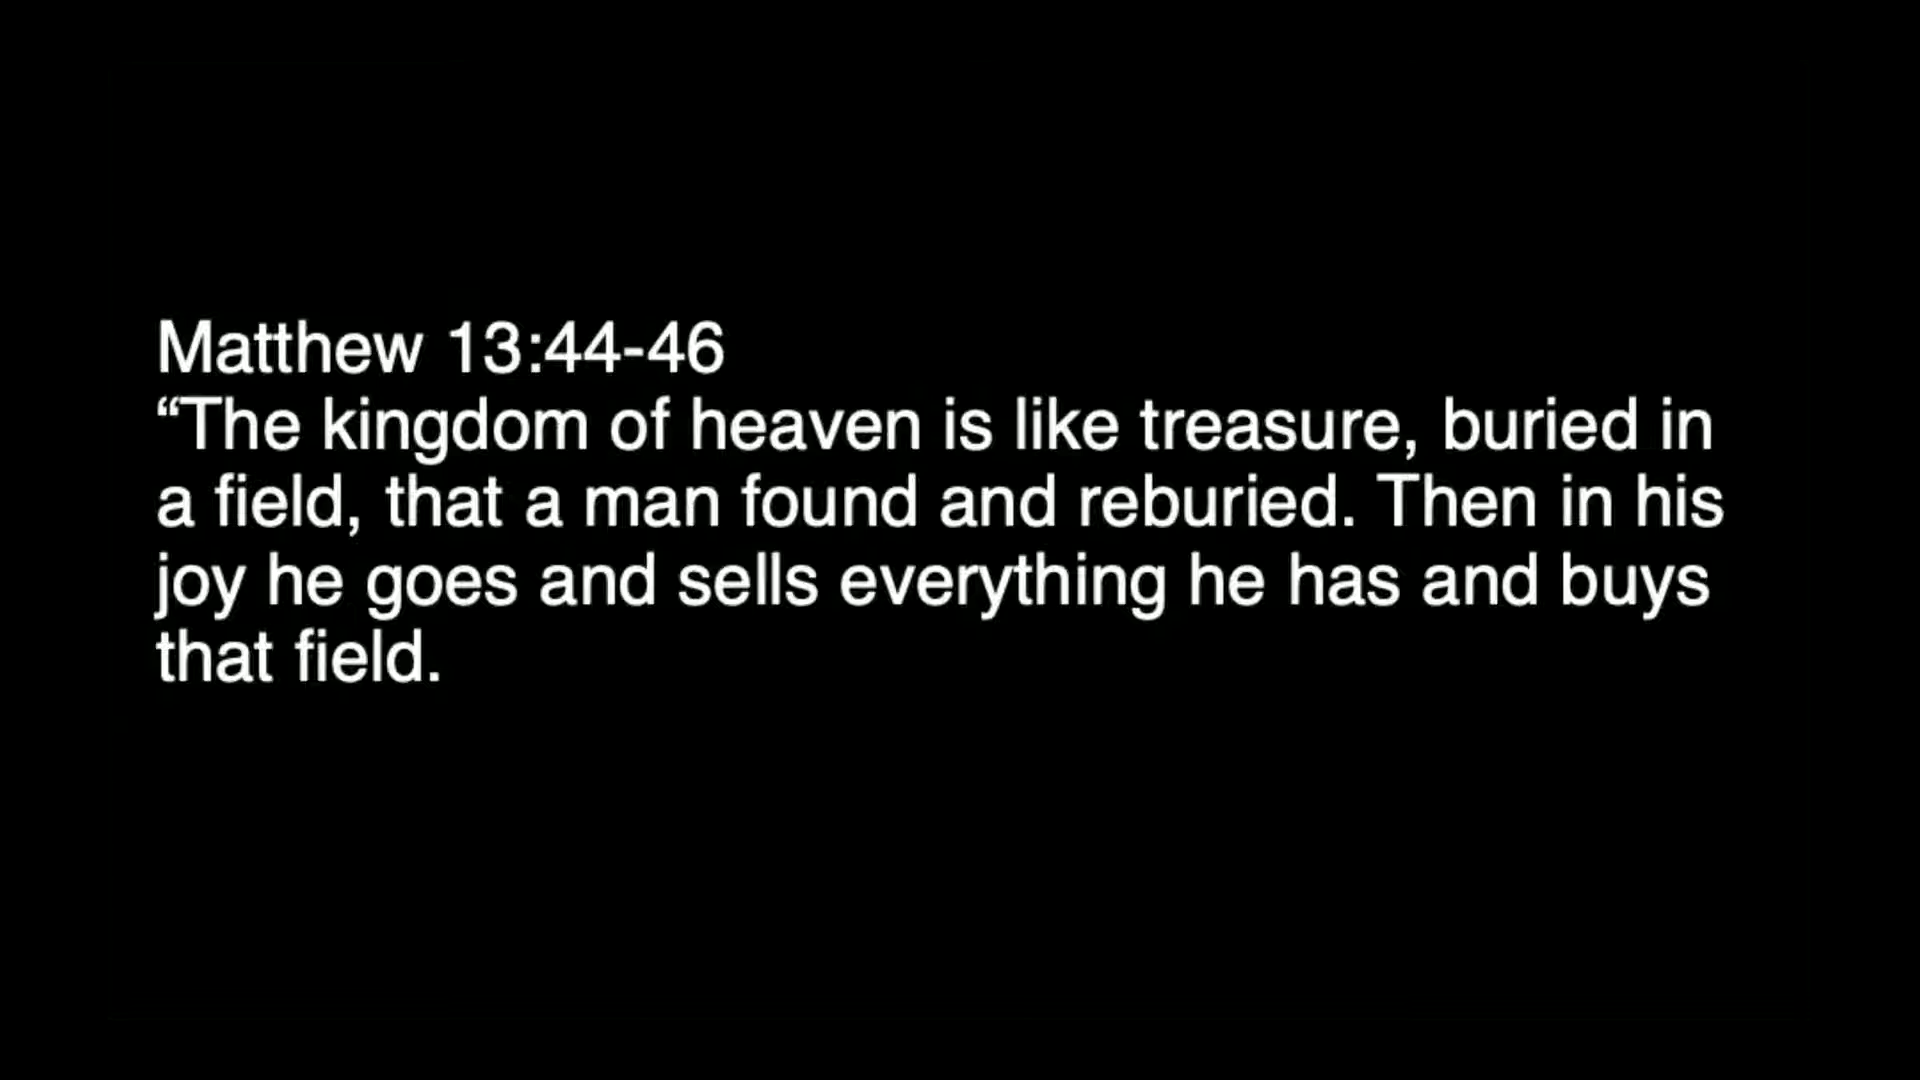 Matthew 13:44-46
“The kingdom of heaven is like treasure, buried in
a field, that a man found and reburied. Then in his
joy he goes and sells everything he has and buys
that field.